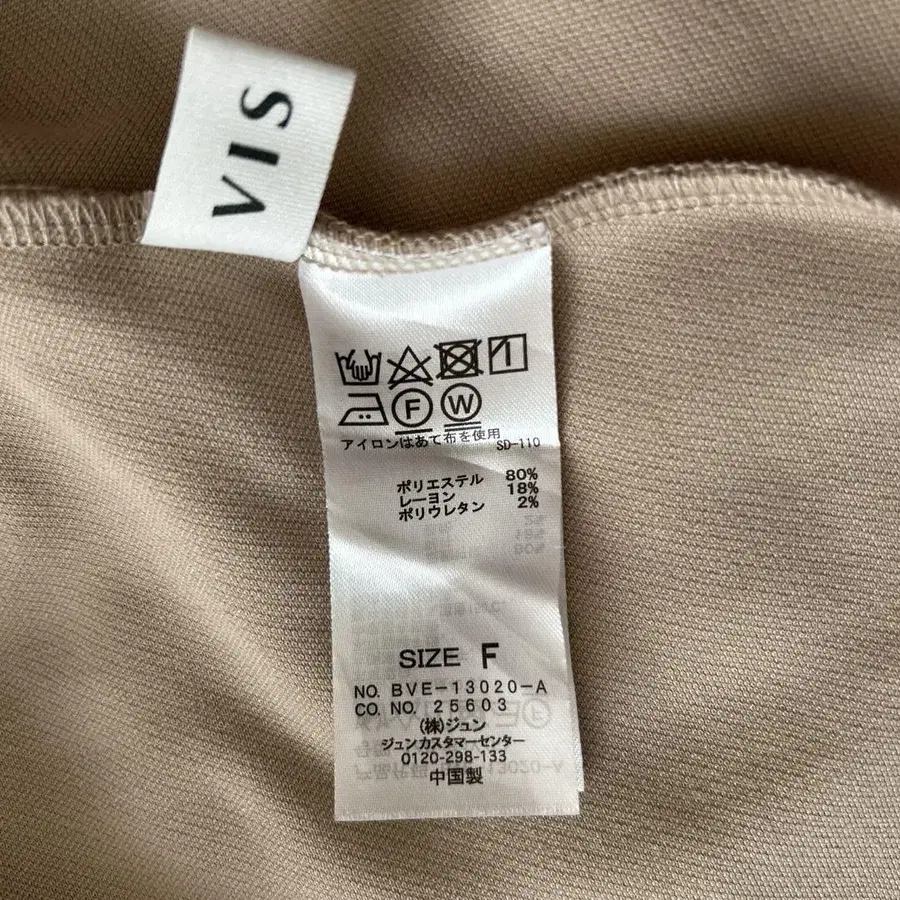 VIS
F W
アイロンはあて布を使用
SD-110
ポリエステル 80%
レーヨン 18%
ポリウレタン 2%
SIZE F
NO. BVE-13020-A
CO. NO. 25603
(株)ジュン
ジュンカスタマーセンター
0120-298-133
中国製